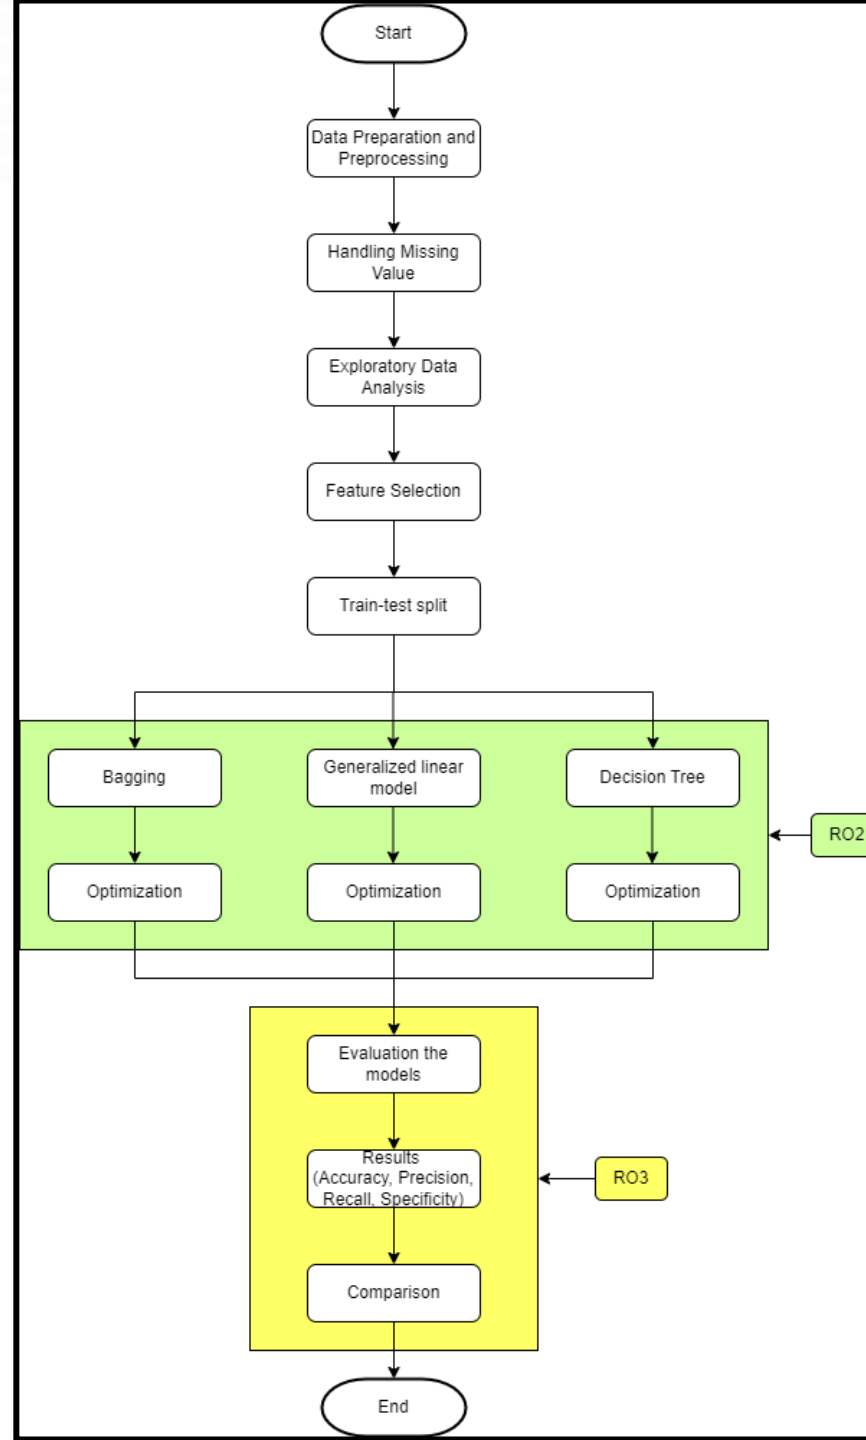 Start
Data Preparation and
Preprocessing
Handling Missing
Value
Exploratory Data
Analysis
Feature Selection
Train-test split
Bagging
Generalized linear
model
Decision Tree
RO2
Optimization
Optimization
Optimization
Evaluation the
models
Results
(Accuracy, Precision,
Recall, Specificity)
RO3
Comparison
End